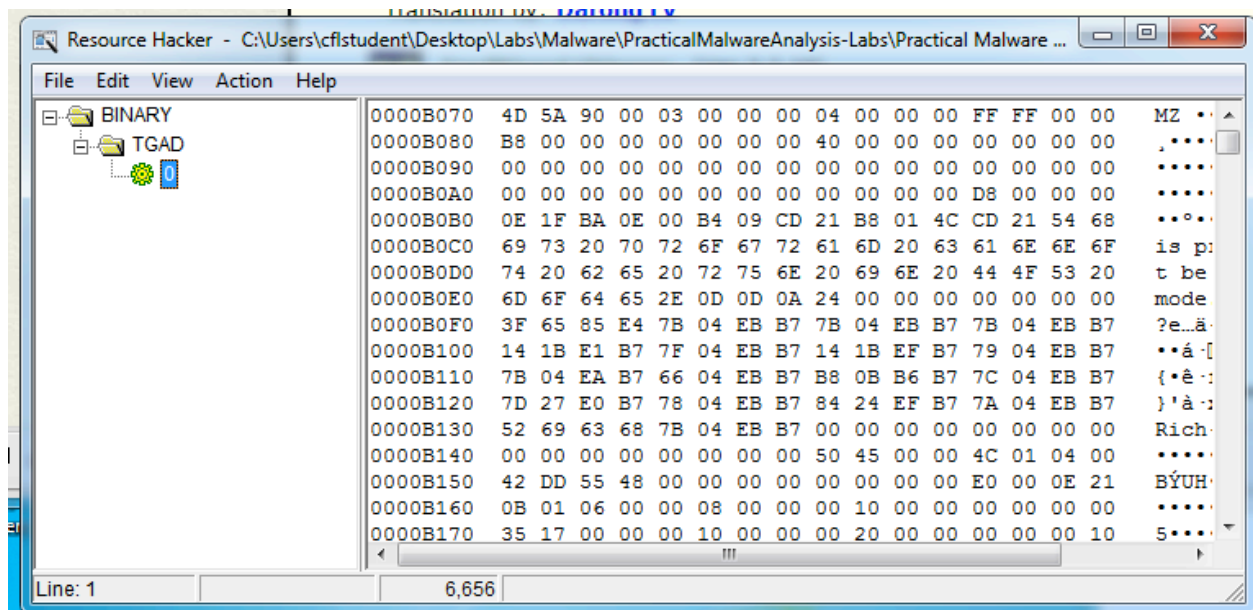 Translation by: Darong Ly
Resource Hacker - C:\Users\cflstudent\Desktop\Labs\Malware\PracticalMalwareAnalysis-Labs\Practical Malware ...
File Edit View Action Help
BINARY
TGAD
0
0000B070 4D 5A 90 00 03 00 00 00 04 00 00 00 FF FF 00 00 MZ •
0000B080 B8 00 00 00 00 00 00 00 40 00 00 00 00 00 00 00 ¸••••
0000B090 00 00 00 00 00 00 00 00 00 00 00 00 00 00 00 00 •••••
0000B0A0 00 00 00 00 00 00 00 00 00 00 00 00 D8 00 00 00 •••••
0000B0B0 0E 1F BA 0E 00 B4 09 CD 21 B8 01 4C CD 21 54 68 ••º•
0000B0C0 69 73 20 70 72 6F 67 72 61 6D 20 63 61 6E 6E 6F is p
0000B0D0 74 20 62 65 20 72 75 6E 20 69 6E 20 44 4F 53 20 t be
0000B0E0 6D 6F 64 65 2E 0D 0D 0A 24 00 00 00 00 00 00 00 mode
0000B0F0 3F 65 85 E4 7B 04 EB B7 7B 04 EB B7 7B 04 EB B7 ?e…ä
0000B100 14 1B E1 B7 7F 04 EB B7 14 1B EF B7 79 04 EB B7 ••á·
0000B110 7B 04 EA B7 66 04 EB B7 B8 0B B6 B7 7C 04 EB B7 {•ê·
0000B120 7D 27 E0 B7 78 04 EB B7 84 24 EF B7 7A 04 EB B7 }'à·
0000B130 52 69 63 68 7B 04 EB B7 00 00 00 00 00 00 00 00 Rich
0000B140 00 00 00 00 00 00 00 00 50 45 00 00 4C 01 04 00 •••••
0000B150 42 DD 55 48 00 00 00 00 00 00 00 00 E0 00 0E 21 BÝUH
0000B160 0B 01 06 00 00 08 00 00 00 10 00 00 00 00 00 00 •••••
0000B170 35 17 00 00 00 10 00 00 00 20 00 00 00 00 00 10 5••••
Line: 1 6,656